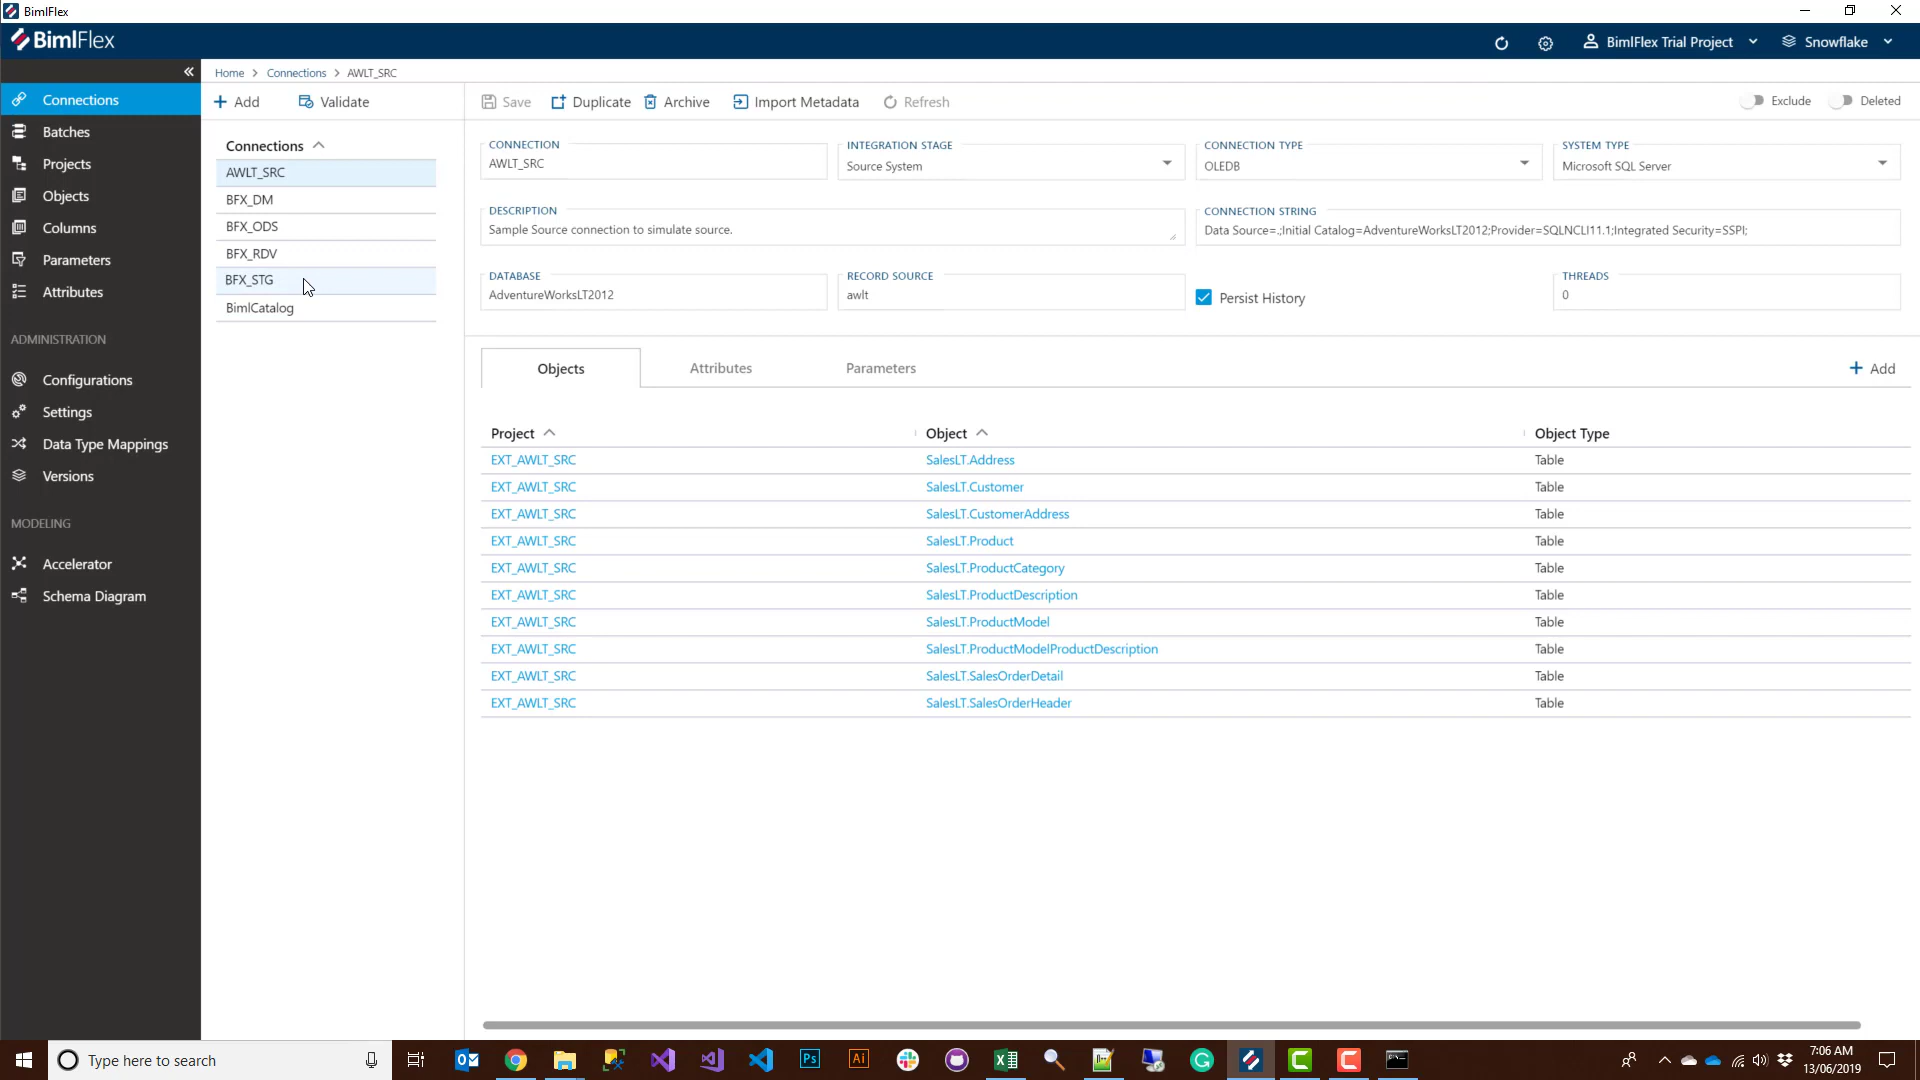 BimlFlex
BimlFlex
BimlFlex Trial Project
Snowflake
Home > Connections > AWLT_SRC
Connections
Batches
Projects
Objects
Columns
Parameters
Attributes
ADMINISTRATION
Configurations
Settings
Data Type Mappings
Versions
MODELING
Accelerator
Schema Diagram
Add
Validate
Connections
AWLT_SRC
BFX_DM
BFX_ODS
BFX_RDV
BFX_STG
BimlCatalog
Save
Duplicate
Archive
Import Metadata
Refresh
Exclude
Deleted
CONNECTION
AWLT_SRC
INTEGRATION STAGE
Source System
CONNECTION TYPE
OLEDB
SYSTEM TYPE
Microsoft SQL Server
DESCRIPTION
Sample Source connection to simulate source.
CONNECTION STRING
Data Source=.;Initial Catalog=AdventureWorksLT2012;Provider=SQLNCLI11.1;Integrated Security=SSPI;
DATABASE
AdventureWorksLT2012
RECORD SOURCE
awlt
Persist History
THREADS
0
Objects
Attributes
Parameters
Add
Project Object Object Type
EXT_AWLT_SRC SalesLT.Address Table
EXT_AWLT_SRC SalesLT.Customer Table
EXT_AWLT_SRC SalesLT.CustomerAddress Table
EXT_AWLT_SRC SalesLT.Product Table
EXT_AWLT_SRC SalesLT.ProductCategory Table
EXT_AWLT_SRC SalesLT.ProductDescription Table
EXT_AWLT_SRC SalesLT.ProductModel Table
EXT_AWLT_SRC SalesLT.ProductModelProductDescription Table
EXT_AWLT_SRC SalesLT.SalesOrderDetail Table
EXT_AWLT_SRC SalesLT.SalesOrderHeader Table
Type here to search
Ps
Ai
7:06 AM
13/06/2019